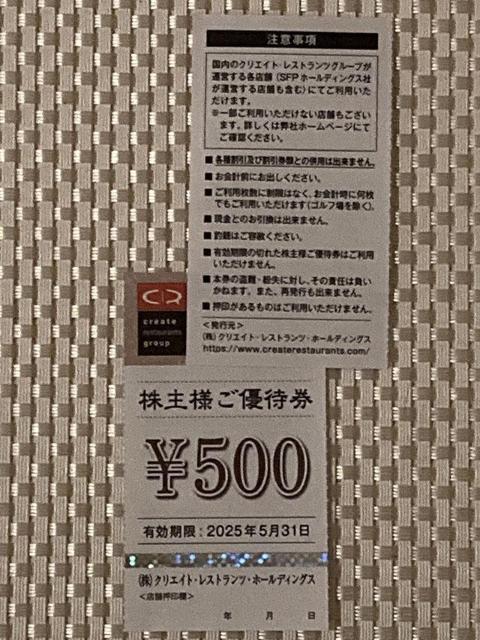 注意事項
国内のクリエイト・レストランツグループが
運営する各店舗（SFPホールディングス社
が運営する店舗も含む）にてご利用いた
だけます。
※一部ご利用いただけない店舗もござい
ます。詳しくは弊社ホームページにて
ご確認ください。
■各種割引及び割引券類との併用は出来ません。
■お会計前にお出しください。
■ご利用枚数に制限はなく、お会計時に何枚
でもご利用いただけます(ゴルフ場を除く)。
■現金とのお引換は出来ません。
■釣銭はご容赦ください。
■有効期限の切れた株主様ご優待券はご利用
いただけません。
■本券の盗難・紛失に対し、その責任は負い
かねます。また、再発行も出来ません。
■押印があるものはご利用いただけません。
＜発行元＞
(株)クリエイト・レストランツ・ホールディングス
https://www.createrestaurants.com/
CR
create
restaurants
group
株主様ご優待券
¥500
有効期限：2025年5月31日
(株)クリエイト・レストランツ・ホールディングス
＜店舗押印欄＞
年 月 日